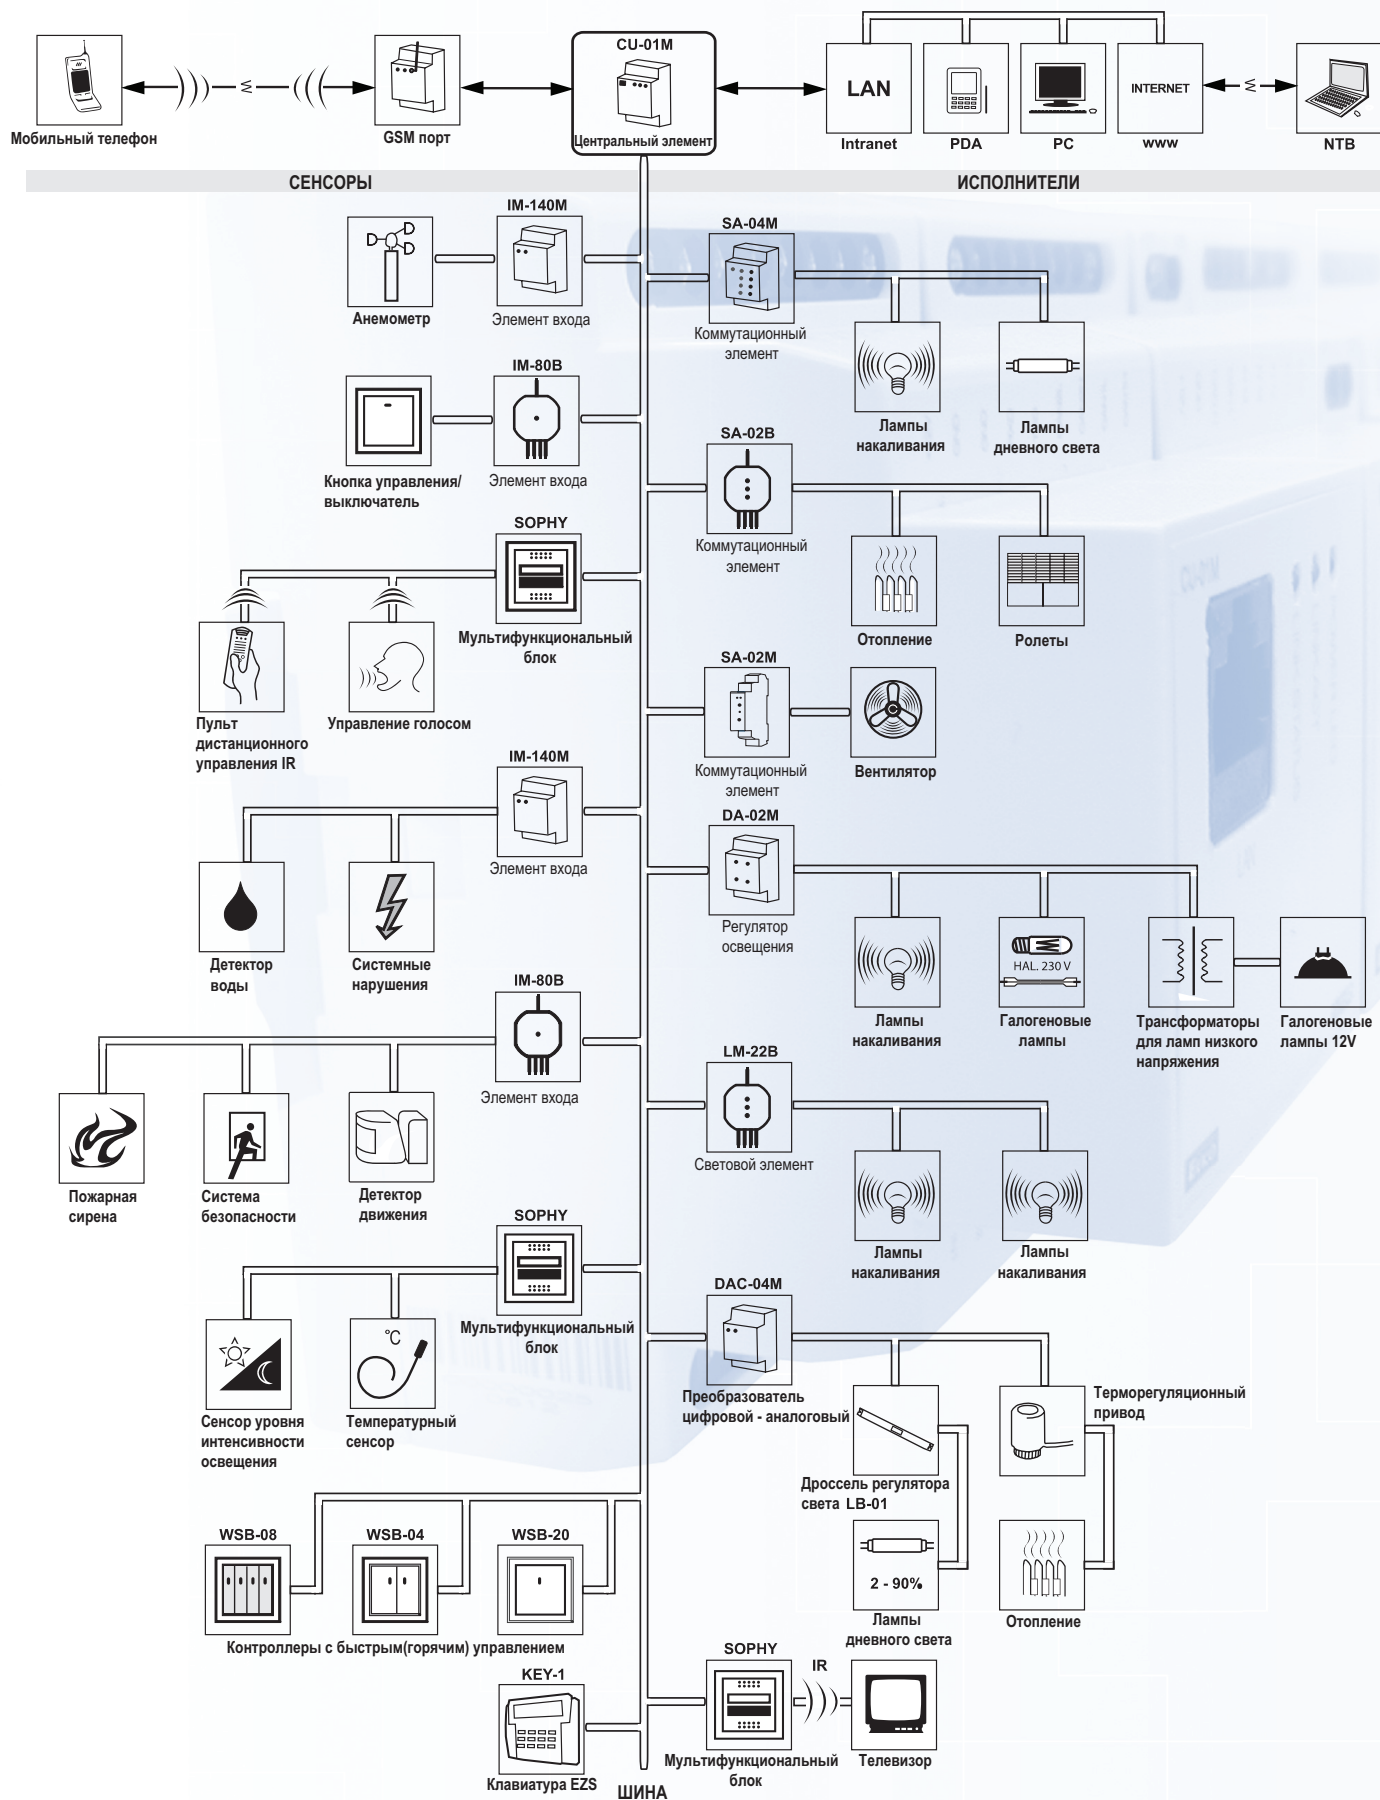 CU-01M
LAN
INTERNET
Мобильный телефон
GSM порт
Центральный элемент
Intranet
PDA
PC
www
NTB
СЕНСОРЫ
ИСПОЛНИТЕЛИ
IM-140M
Анемометр
Элемент входа
SA-04M
Коммутационный
элемент
Лампы
накаливания
Лампы
дневного света
IM-80B
Кнопка управления/
выключатель
Элемент входа
SA-02B
Коммутационный
элемент
Отопление
Ролеты
SOPHY
Мультифункциональный
блок
Пульт
дистанционного
управления IR
Управление голосом
SA-02M
Коммутационный
элемент
Вентилятор
IM-140M
Элемент входа
Детектор
воды
Системные
нарушения
DA-02M
Регулятор
освещения
Лампы
накаливания
HAL. 230 V
Галогеновые
лампы
Трансформаторы
для ламп низкого
напряжения
Галогеновые
лампы 12V
IM-80B
Элемент входа
Пожарная
сирена
Система
безопасности
Детектор
движения
LM-22B
Световой элемент
Лампы
накаливания
Лампы
накаливания
SOPHY
Мультифункциональный
блок
Сенсор уровня
интенсивности
освещения
°C
Температурный
сенсор
DAC-04M
Преобразователь
цифровой - аналоговый
Дроссель регулятора
света LB-01
2 - 90%
Лампы
дневного света
Терморегуляционный
привод
Отопление
WSB-08
WSB-04
WSB-20
Контроллеры с быстрым(горячим) управлением
KEY-1
Клавиатура EZS
SOPHY
Мультифункциональный
блок
IR
Телевизор
ШИНА
CU-01M